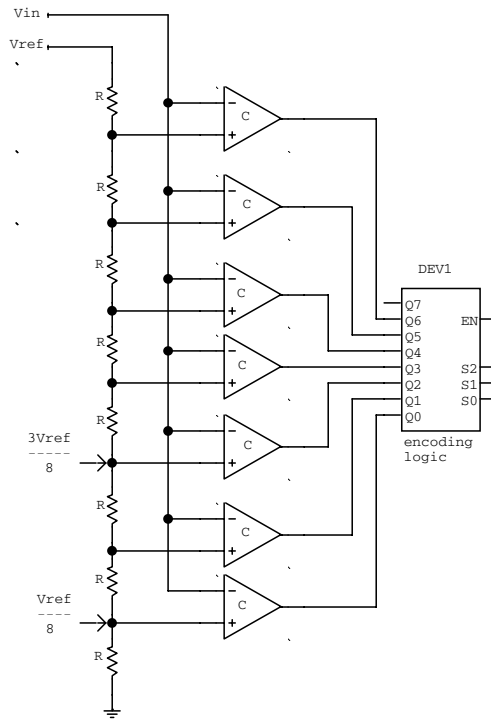 Vin
Vref
R
C
-
+
R
C
-
+
R
C
-
+
R
C
-
+
R
3Vref
-----
8
C
-
+
R
C
-
+
R
Vref
----
8
C
-
+
R
DEV1
Q7
Q6 EN
Q5
Q4
Q3 S2
Q2 S1
Q1 S0
Q0
encoding
logic